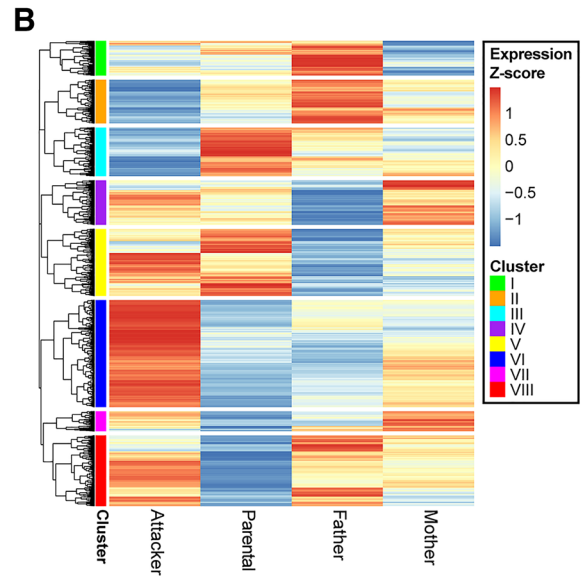 B
Expression
Z-score
1
0.5
0
−0.5
−1
Cluster
I
II
III
IV
V
VI
VII
VIII
Cluster
Attacker
Parental
Father
Mother